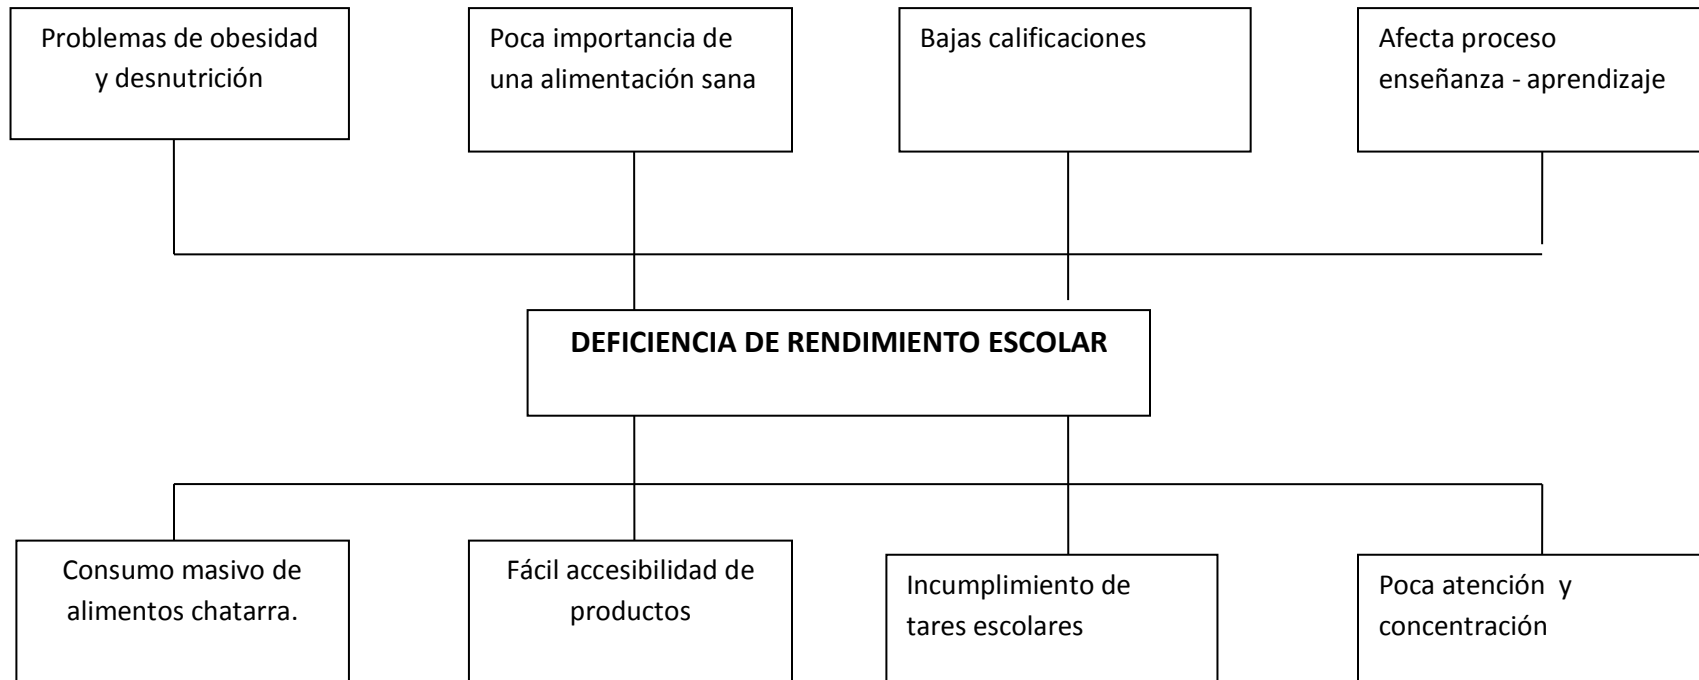 Problemas de obesidad
y desnutrición
Poca importancia de
una alimentación sana
Bajas calificaciones
Afecta proceso
enseñanza - aprendizaje
DEFICIENCIA DE RENDIMIENTO ESCOLAR
Consumo masivo de
alimentos chatarra.
Fácil accesibilidad de
productos
Incumplimiento de
tares escolares
Poca atención y
concentración